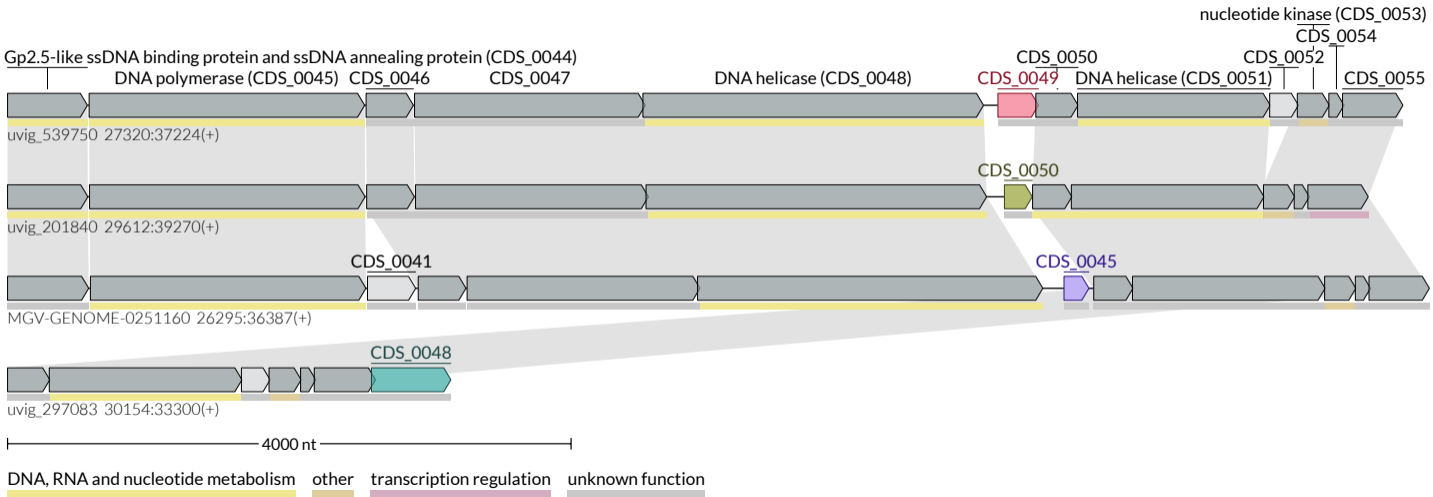 nucleotide kinase (CDS_0053)
CDS_0054
Gp2.5-like ssDNA binding protein and ssDNA annealing protein (CDS_0044)
CDS_0050
CDS_0052
DNA polymerase (CDS_0045)
CDS_0046
CDS_0047
DNA helicase (CDS_0048)
CDS_0049
DNA helicase (CDS_0051)
CDS_0055
uvig_539750 27320:37224(+)
CDS_0050
uvig_201840 29612:39270(+)
CDS_0041
CDS_0045
MGV-GENOME-0251160 26295:36387(+)
CDS_0048
uvig_297083 30154:33300(+)
4000 nt
DNA, RNA and nucleotide metabolism
other
transcription regulation
unknown function